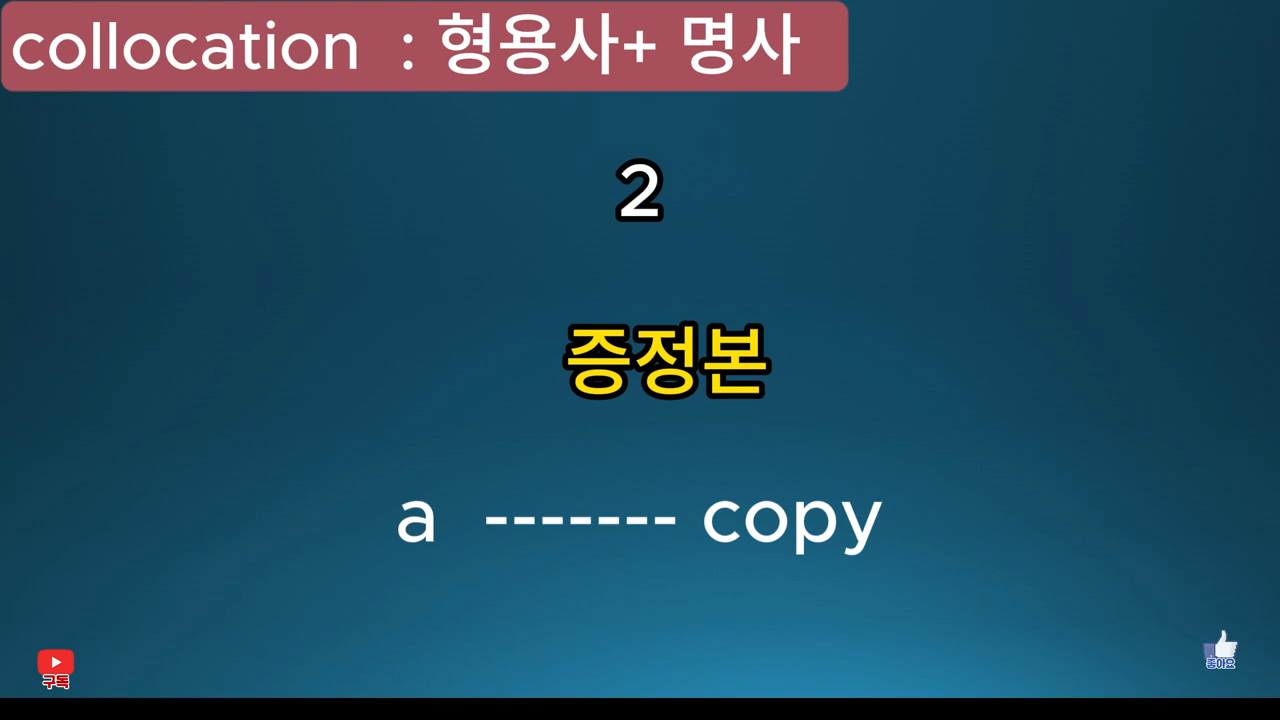 collocation : 형용사+ 명사
2
증정본
a ------- copy
구독
좋아요